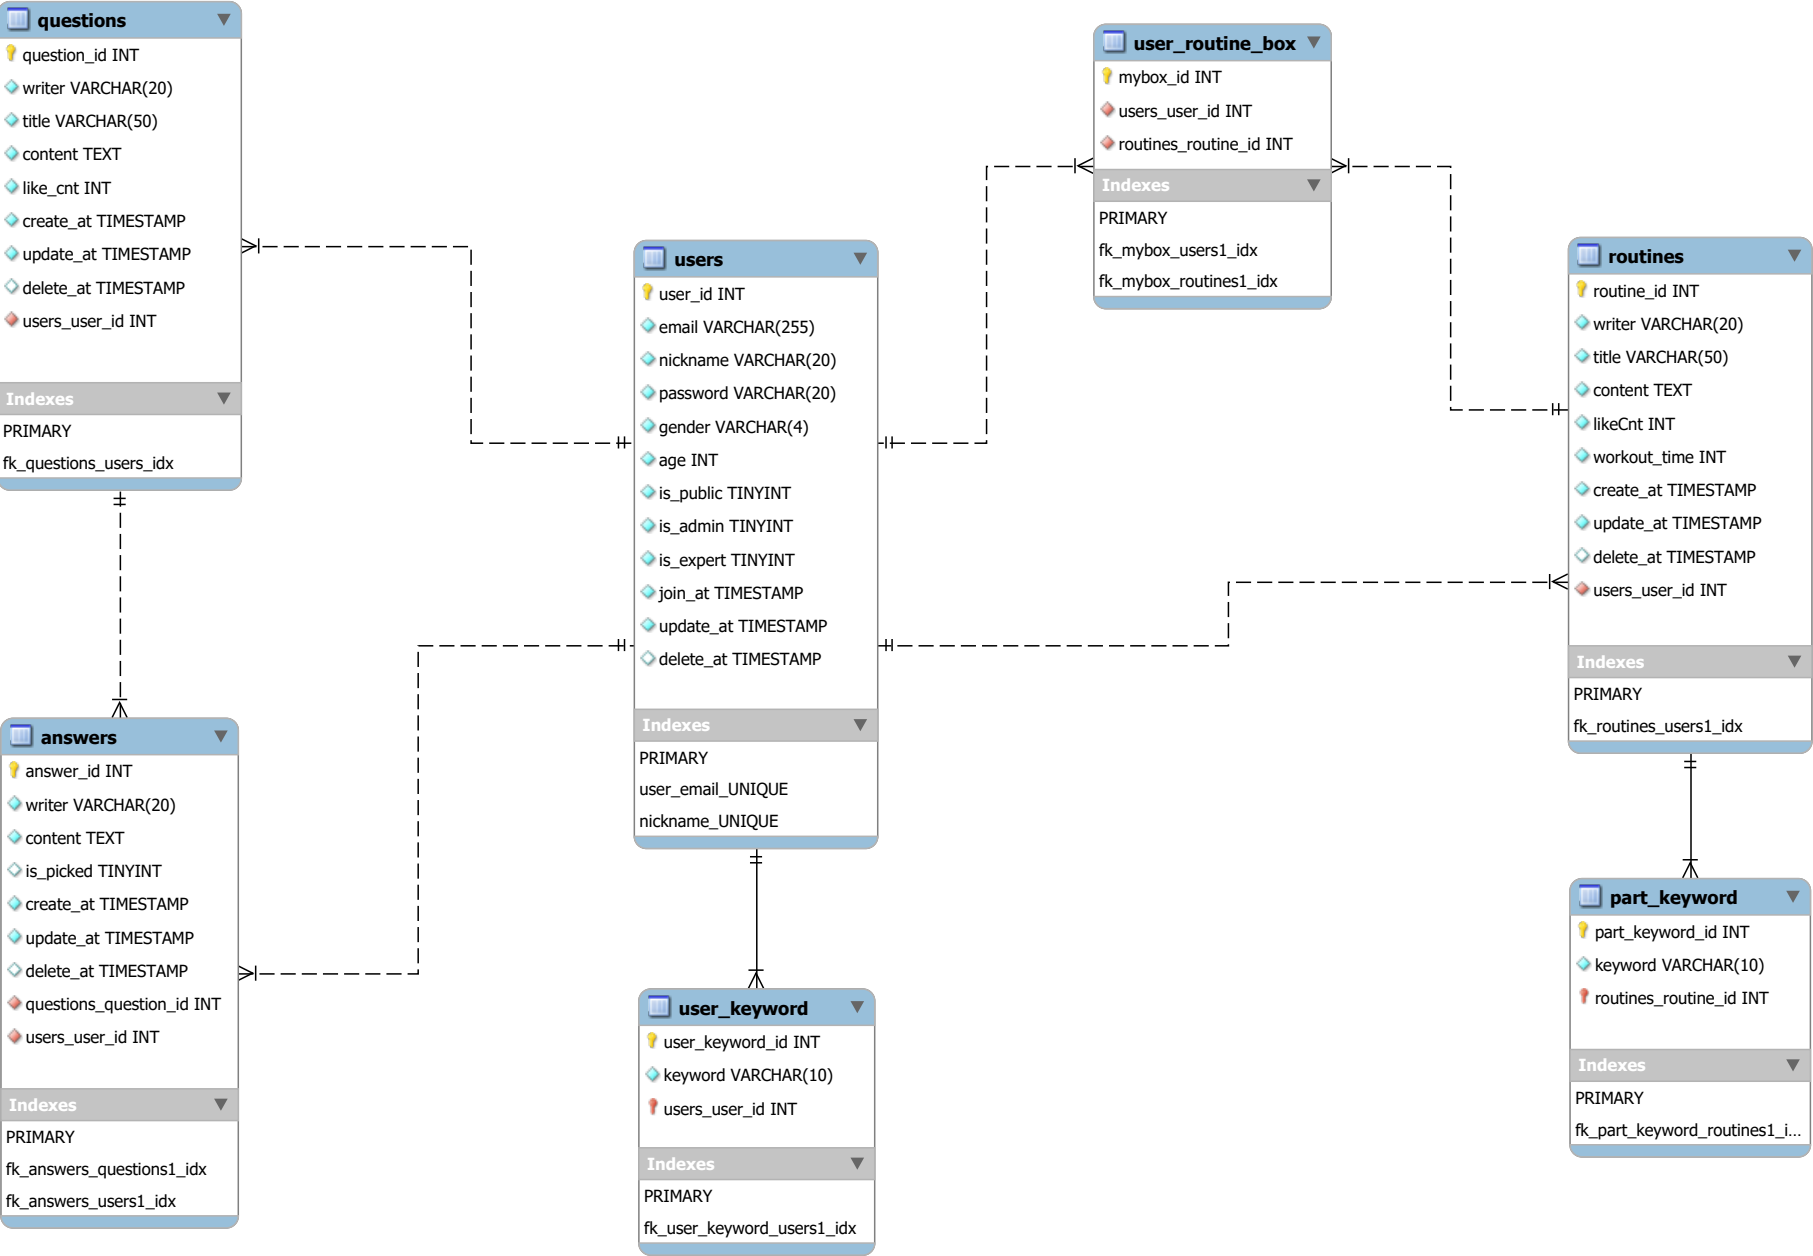 questions
question_id INT
writer VARCHAR(20)
title VARCHAR(50)
content TEXT
like_cnt INT
create_at TIMESTAMP
update_at TIMESTAMP
delete_at TIMESTAMP
users_user_id INT
Indexes
PRIMARY
fk_questions_users_idx
answers
answer_id INT
writer VARCHAR(20)
content TEXT
is_picked TINYINT
create_at TIMESTAMP
update_at TIMESTAMP
delete_at TIMESTAMP
questions_question_id INT
users_user_id INT
Indexes
PRIMARY
fk_answers_questions1_idx
fk_answers_users1_idx
users
user_id INT
email VARCHAR(255)
nickname VARCHAR(20)
password VARCHAR(20)
gender VARCHAR(4)
age INT
is_public TINYINT
is_admin TINYINT
is_expert TINYINT
join_at TIMESTAMP
update_at TIMESTAMP
delete_at TIMESTAMP
Indexes
PRIMARY
user_email_UNIQUE
nickname_UNIQUE
user_keyword
user_keyword_id INT
keyword VARCHAR(10)
users_user_id INT
Indexes
PRIMARY
fk_user_keyword_users1_idx
user_routine_box
mybox_id INT
users_user_id INT
routines_routine_id INT
Indexes
PRIMARY
fk_mybox_users1_idx
fk_mybox_routines1_idx
routines
routine_id INT
writer VARCHAR(20)
title VARCHAR(50)
content TEXT
likeCnt INT
workout_time INT
create_at TIMESTAMP
update_at TIMESTAMP
delete_at TIMESTAMP
users_user_id INT
Indexes
PRIMARY
fk_routines_users1_idx
part_keyword
part_keyword_id INT
keyword VARCHAR(10)
routines_routine_id INT
Indexes
PRIMARY
fk_part_keyword_routines1_i...